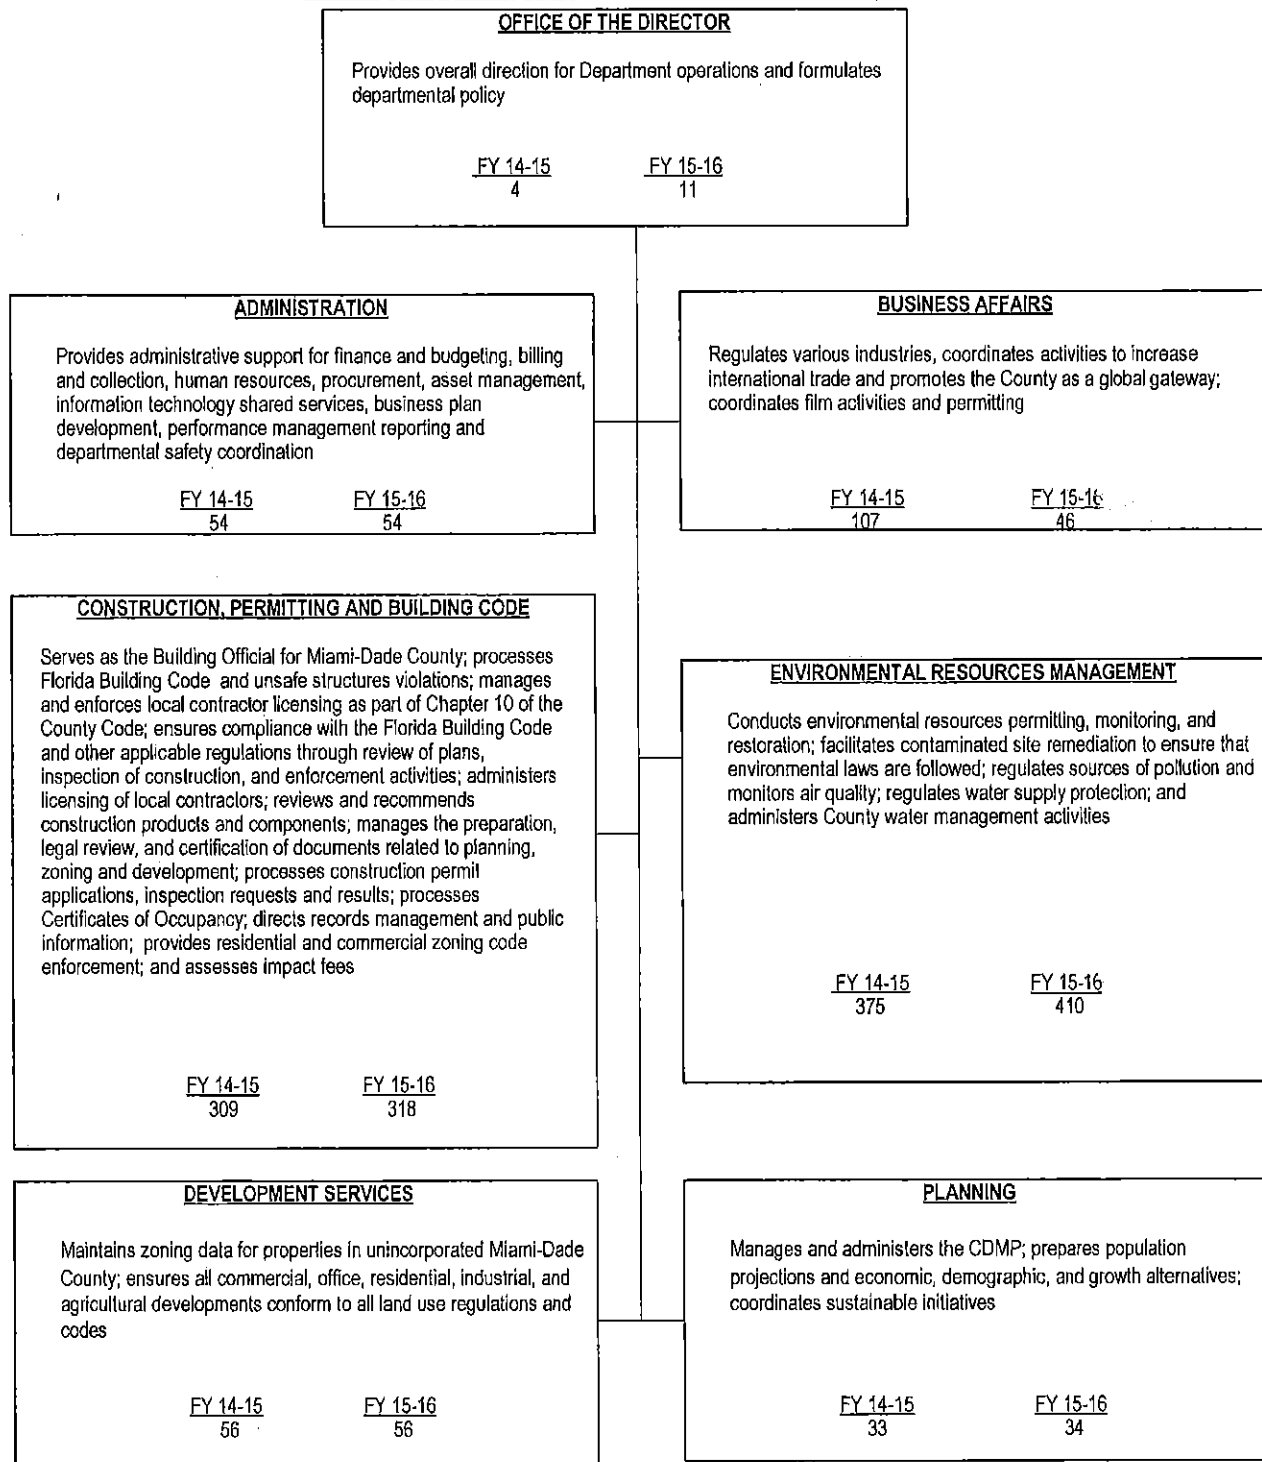 OFFICE OF THE DIRECTOR
Provides overall direction for Department operations and formulates
departmental policy
FY 14-15 FY 15-16
4 11
ADMINISTRATION
Provides administrative support for finance and budgeting, billing
and collection, human resources, procurement, asset management,
information technology shared services, business plan
development, performance management reporting and
departmental safety coordination
FY 14-15 FY 15-16
54 54
BUSINESS AFFAIRS
Regulates various industries, coordinates activities to increase
international trade and promotes the County as a global gateway;
coordinates film activities and permitting
FY 14-15 FY 15-16
107 46
CONSTRUCTION, PERMITTING AND BUILDING CODE
Serves as the Building Official for Miami-Dade County; processes
Florida Building Code and unsafe structures violations; manages
and enforces local contractor licensing as part of Chapter 10 of the
County Code; ensures compliance with the Florida Building Code
and other applicable regulations through review of plans,
inspection of construction, and enforcement activities; administers
licensing of local contractors; reviews and recommends
construction products and components; manages the preparation,
legal review, and certification of documents related to planning,
zoning and development; processes construction permit
applications, inspection requests and results; processes
Certificates of Occupancy; directs records management and public
information; provides residential and commercial zoning code
enforcement; and assesses impact fees
FY 14-15 FY 15-16
309 318
ENVIRONMENTAL RESOURCES MANAGEMENT
Conducts environmental resources permitting, monitoring, and
restoration; facilitates contaminated site remediation to ensure that
environmental laws are followed; regulates sources of pollution and
monitors air quality; regulates water supply protection; and
administers County water management activities
FY 14-15 FY 15-16
375 410
DEVELOPMENT SERVICES
Maintains zoning data for properties in unincorporated Miami-Dade
County; ensures all commercial, office, residential, industrial, and
agricultural developments conform to all land use regulations and
codes
FY 14-15 FY 15-16
56 56
PLANNING
Manages and administers the CDMP; prepares population
projections and economic, demographic, and growth alternatives;
coordinates sustainable initiatives
FY 14-15 FY 15-16
33 34